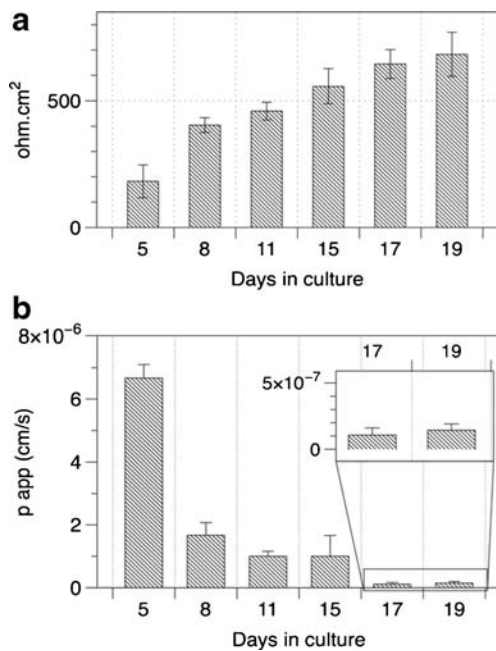 a
ohm.cm²
500
0
5 8 11 15 17 19
Days in culture
b
p app (cm/s)
8×10⁻⁶
6
4
2
0
17 19
5×10⁻⁷
0
5 8 11 15 17 19
Days in culture